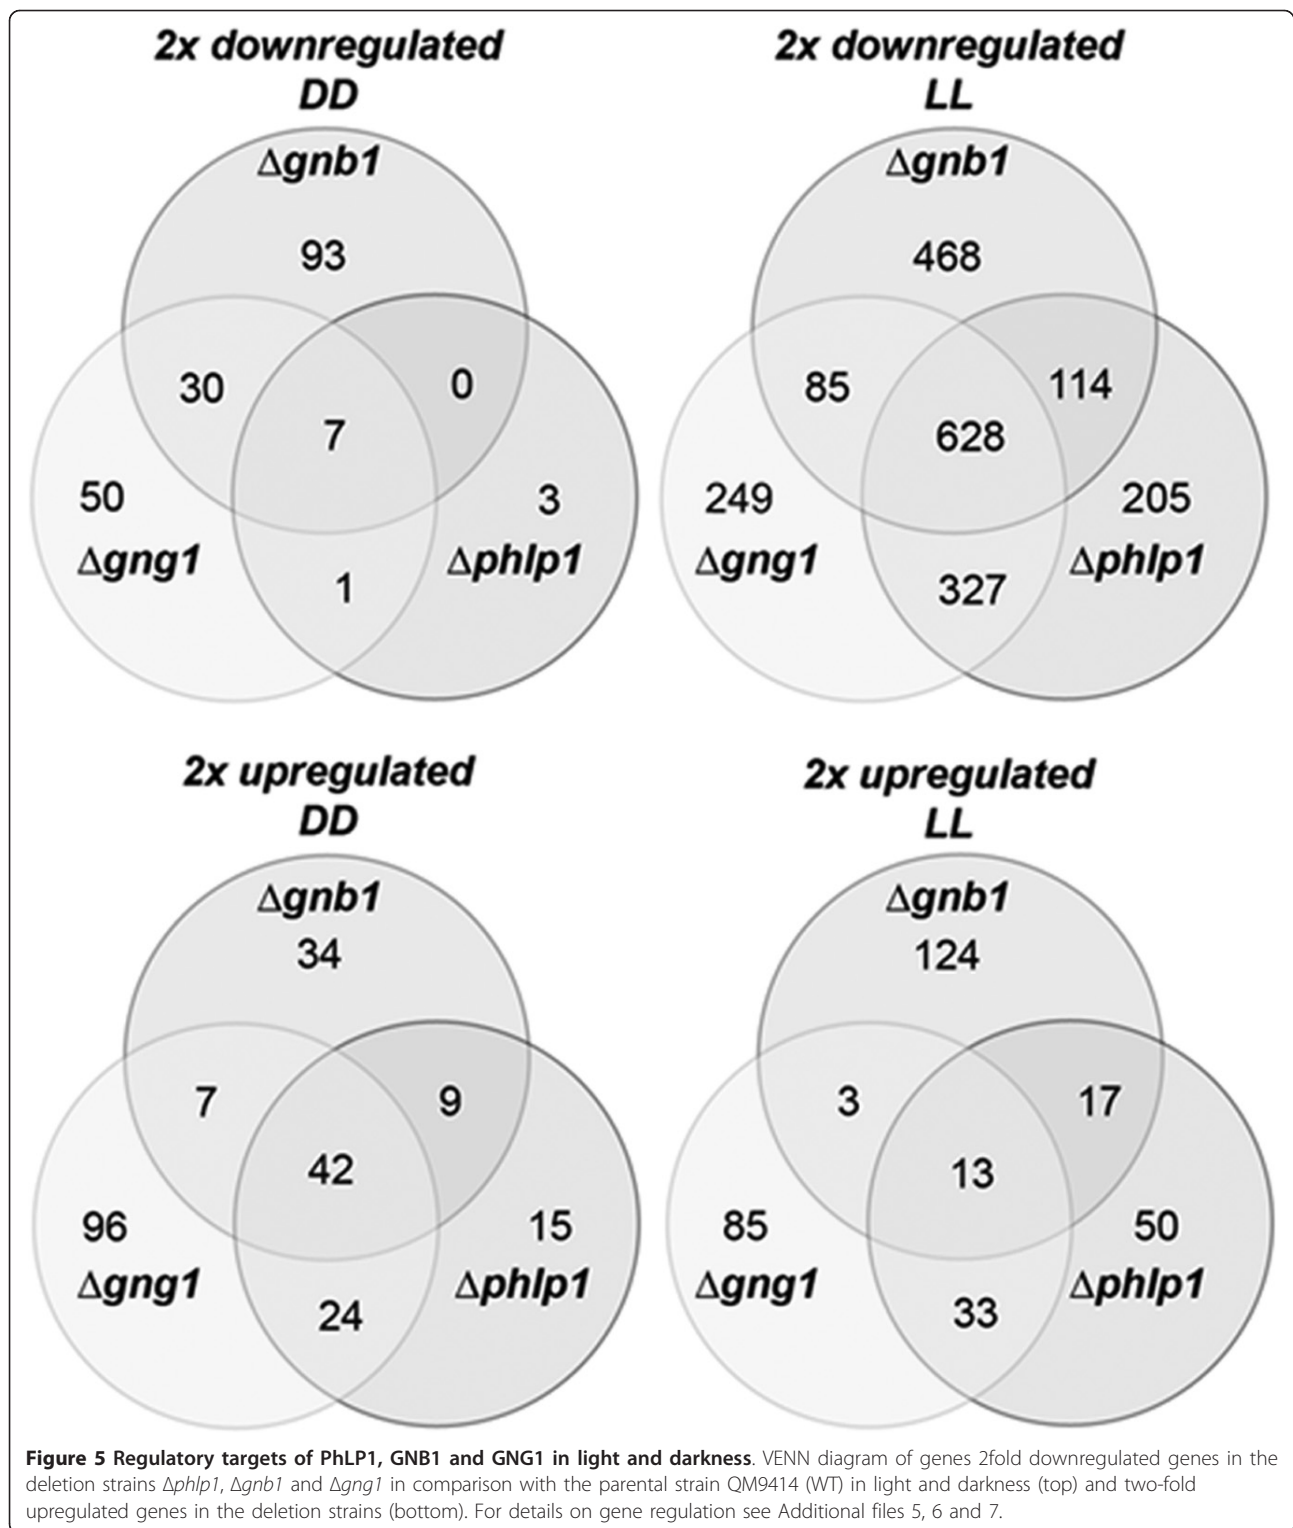 2x downregulated
DD
Δgnb1
93
30
0
7
50
3
Δgng1
Δphlp1
1
2x downregulated
LL
Δgnb1
468
85
114
628
249
205
Δgng1
Δphlp1
327
2x upregulated
DD
Δgnb1
34
7
9
42
96
15
Δgng1
Δphlp1
24
2x upregulated
LL
Δgnb1
124
3
17
13
85
50
Δgng1
Δphlp1
33
Figure 5 Regulatory targets of PhLP1, GNB1 and GNG1 in light and darkness. VENN diagram of genes 2fold downregulated genes in the
deletion strains Δphlp1, Δgnb1 and Δgng1 in comparison with the parental strain QM9414 (WT) in light and darkness (top) and two-fold
upregulated genes in the deletion strains (bottom). For details on gene regulation see Additional files 5, 6 and 7.